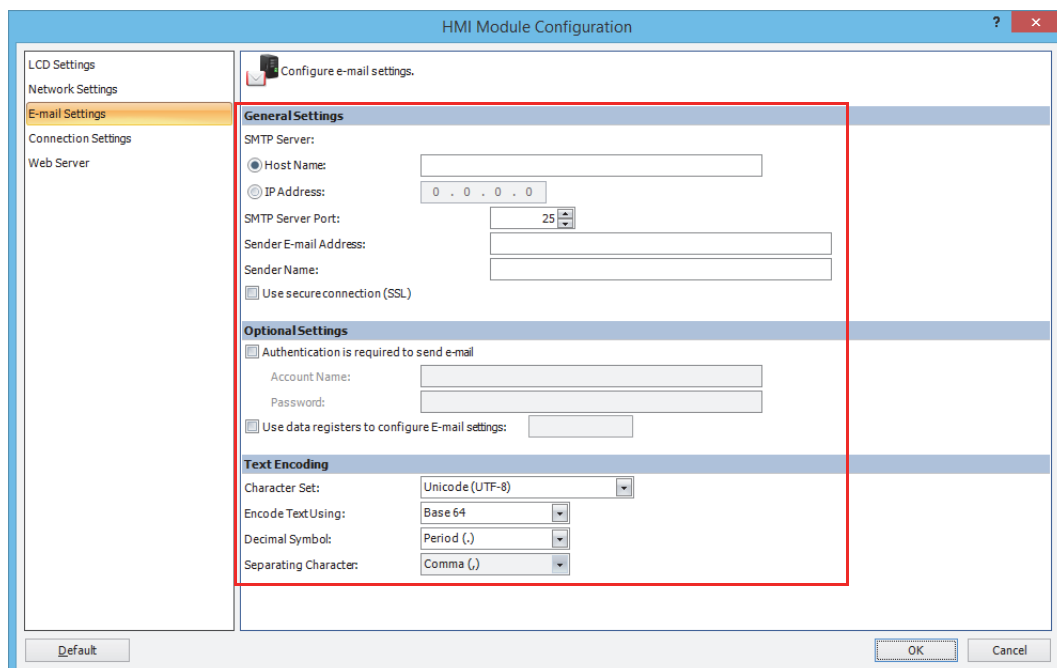 HMI Module Configuration
?
×
LCD Settings
Network Settings
E-mail Settings
Connection Settings
Web Server
Configure e-mail settings.
General Settings
SMTP Server:
Host Name:
IP Address: 0 . 0 . 0 . 0
SMTP Server Port: 25
Sender E-mail Address:
Sender Name:
Use secure connection (SSL)
Optional Settings
Authentication is required to send e-mail
Account Name:
Password:
Use data registers to configure E-mail settings:
Text Encoding
Character Set: Unicode (UTF-8)
Encode Text Using: Base 64
Decimal Symbol: Period (.)
Separating Character: Comma (,)
Default
OK
Cancel